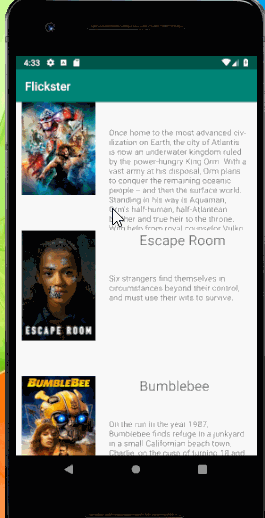 4:33
Flickster
Once home to the most advanced civ-
ilization on Earth, the city of Atlantis
is now an underwater kingdom ruled
by the power-hungry King Orm. With a
vast army at his disposal, Orm plans
to conquer the remaining oceanic
people -- and then the surface world.
Standing in his way is Aquaman,
Orm's half-human, half-Atlantean
brother and true heir to the throne.
With help from royal counselor Vulko,
Escape Room
Six strangers find themselves in
circumstances beyond their control,
and must use their wits to survive.
ESCAPE ROOM
BUMBLEBEE
Bumblebee
On the run in the year 1987,
Bumblebee finds refuge in a junkyard
in a small Californian beach town.
Charlie, on the cusp of turning 18 and